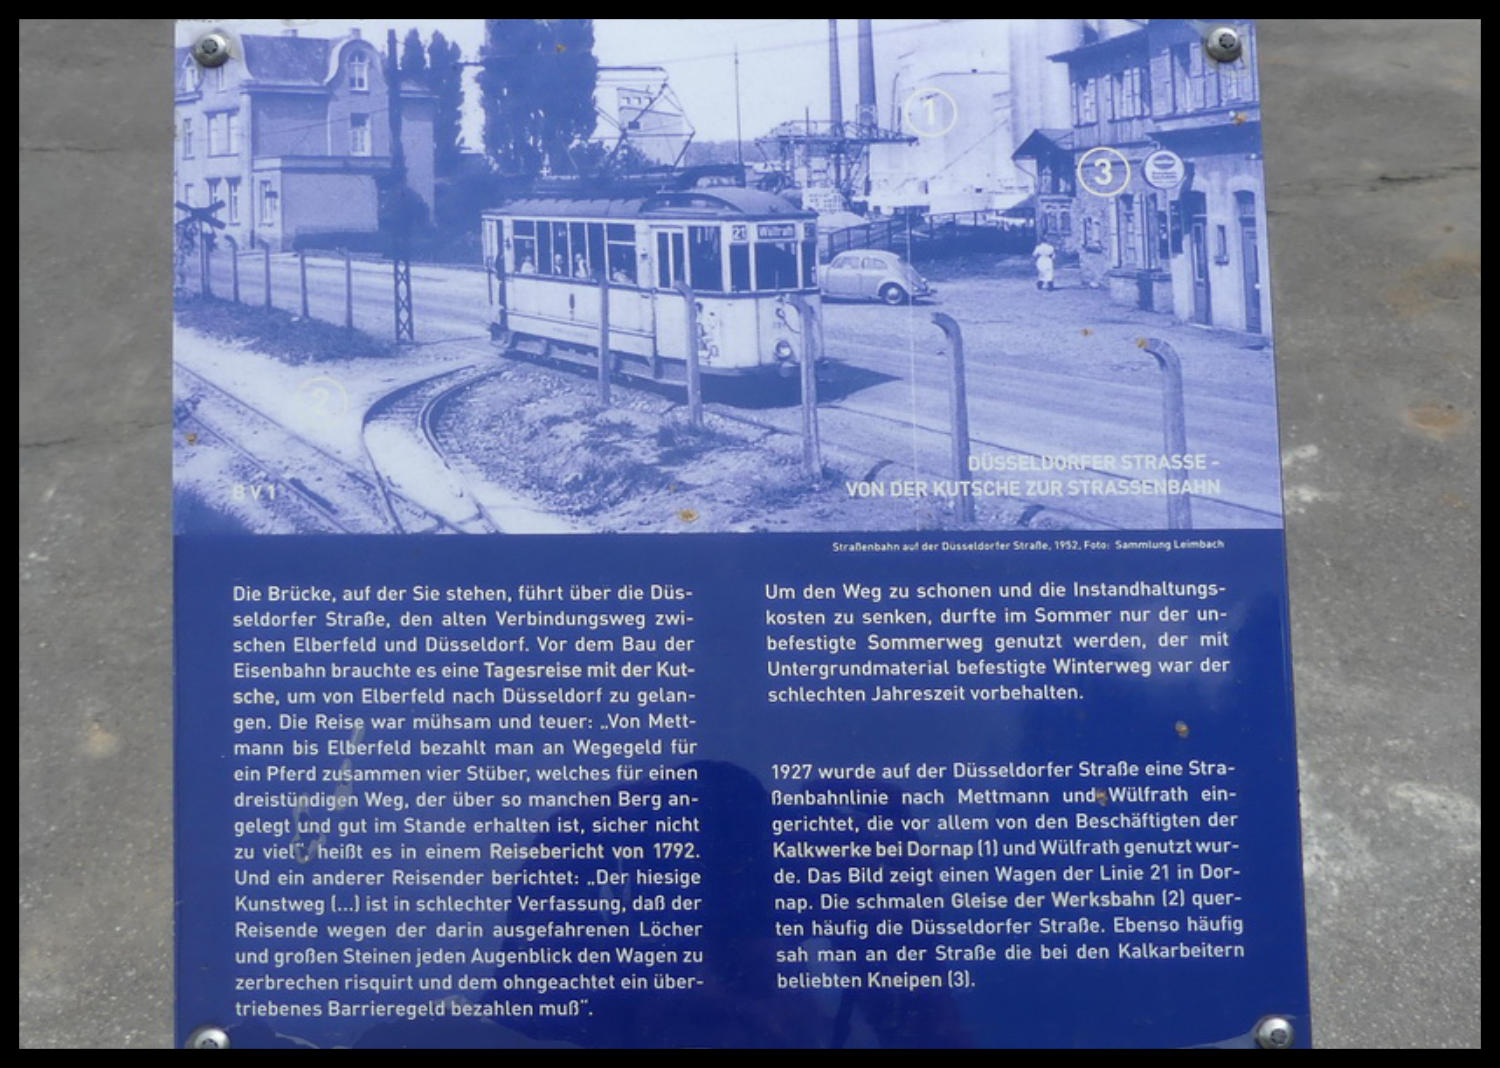 1
3
21 Wülfrath
2
B V 1
DÜSSELDORFER STRASSE -
VON DER KUTSCHE ZUR STRASSENBAHN
Straßenbahn auf der Düsseldorfer Straße, 1952, Foto: Sammlung Leimbach
Die Brücke, auf der Sie stehen, führt über die Düs-
seldorfer Straße, den alten Verbindungsweg zwi-
schen Elberfeld und Düsseldorf. Vor dem Bau der
Eisenbahn brauchte es eine Tagesreise mit der Kut-
sche, um von Elberfeld nach Düsseldorf zu gelan-
gen. Die Reise war mühsam und teuer: „Von Mett-
mann bis Elberfeld bezahlt man an Wegegeld für
ein Pferd zusammen vier Stüber, welches für einen
dreistündigen Weg, der über so manchen Berg an-
gelegt und gut im Stande erhalten ist, sicher nicht
zu viel“, heißt es in einem Reisebericht von 1792.
Und ein anderer Reisender berichtet: „Der hiesige
Kunstweg (...) ist in schlechter Verfassung, daß der
Reisende wegen der darin ausgefahrenen Löcher
und großen Steinen jeden Augenblick den Wagen zu
zerbrechen risquirt und dem ohngeachtet ein über-
triebenes Barrieregeld bezahlen muß“.
Um den Weg zu schonen und die Instandhaltungs-
kosten zu senken, durfte im Sommer nur der un-
befestigte Sommerweg genutzt werden, der mit
Untergrundmaterial befestigte Winterweg war der
schlechten Jahreszeit vorbehalten.
1927 wurde auf der Düsseldorfer Straße eine Stra-
ßenbahnlinie nach Mettmann und Wülfrath ein-
gerichtet, die vor allem von den Beschäftigten der
Kalkwerke bei Dornap (1) und Wülfrath genutzt wur-
de. Das Bild zeigt einen Wagen der Linie 21 in Dor-
nap. Die schmalen Gleise der Werksbahn (2) quer-
ten häufig die Düsseldorfer Straße. Ebenso häufig
sah man an der Straße die bei den Kalkarbeitern
beliebten Kneipen (3).